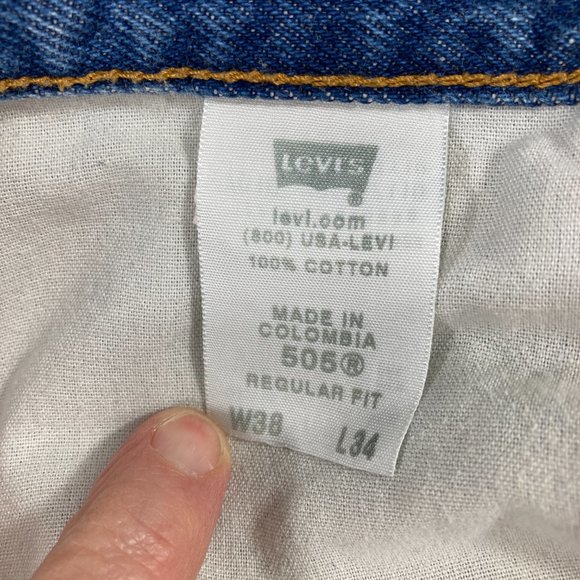 LEVI'S
®
levi.com
(800) USA-LEVI
100% COTTON
MADE IN
COLOMBIA
505®
REGULAR FIT
W38 L34